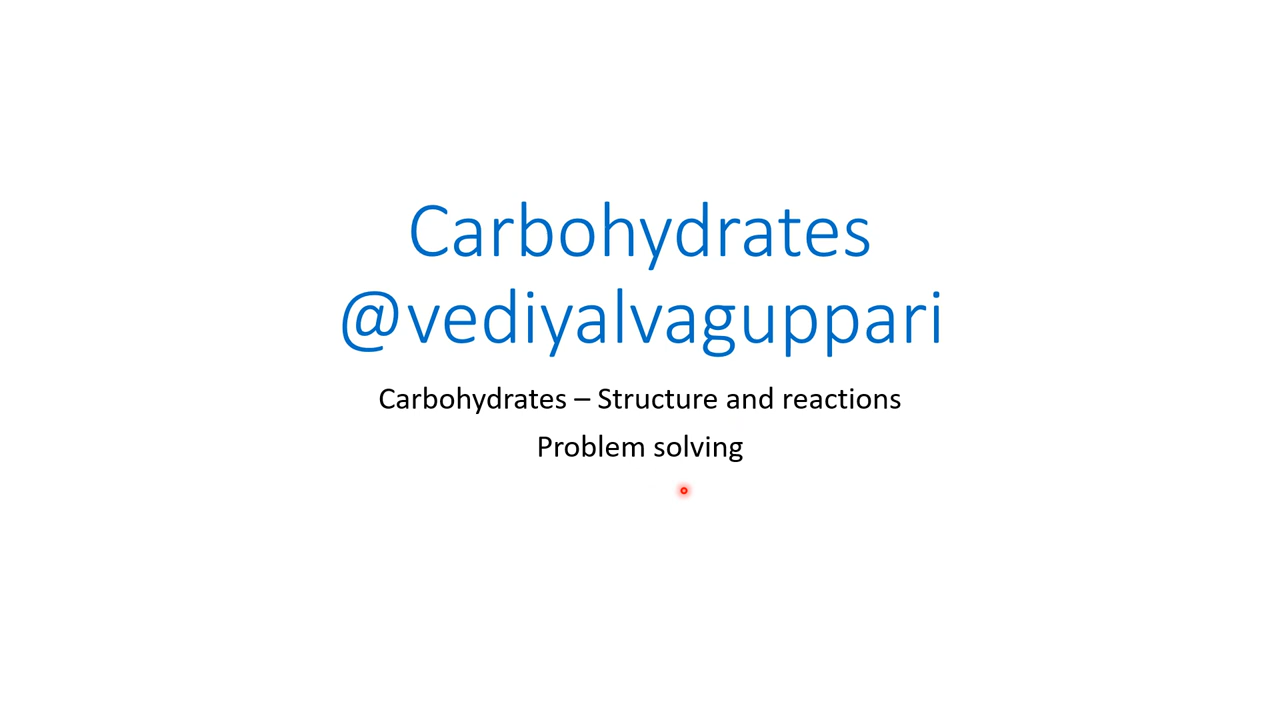 Carbohydrates
@vediyalvaguppari
Carbohydrates – Structure and reactions
Problem solving